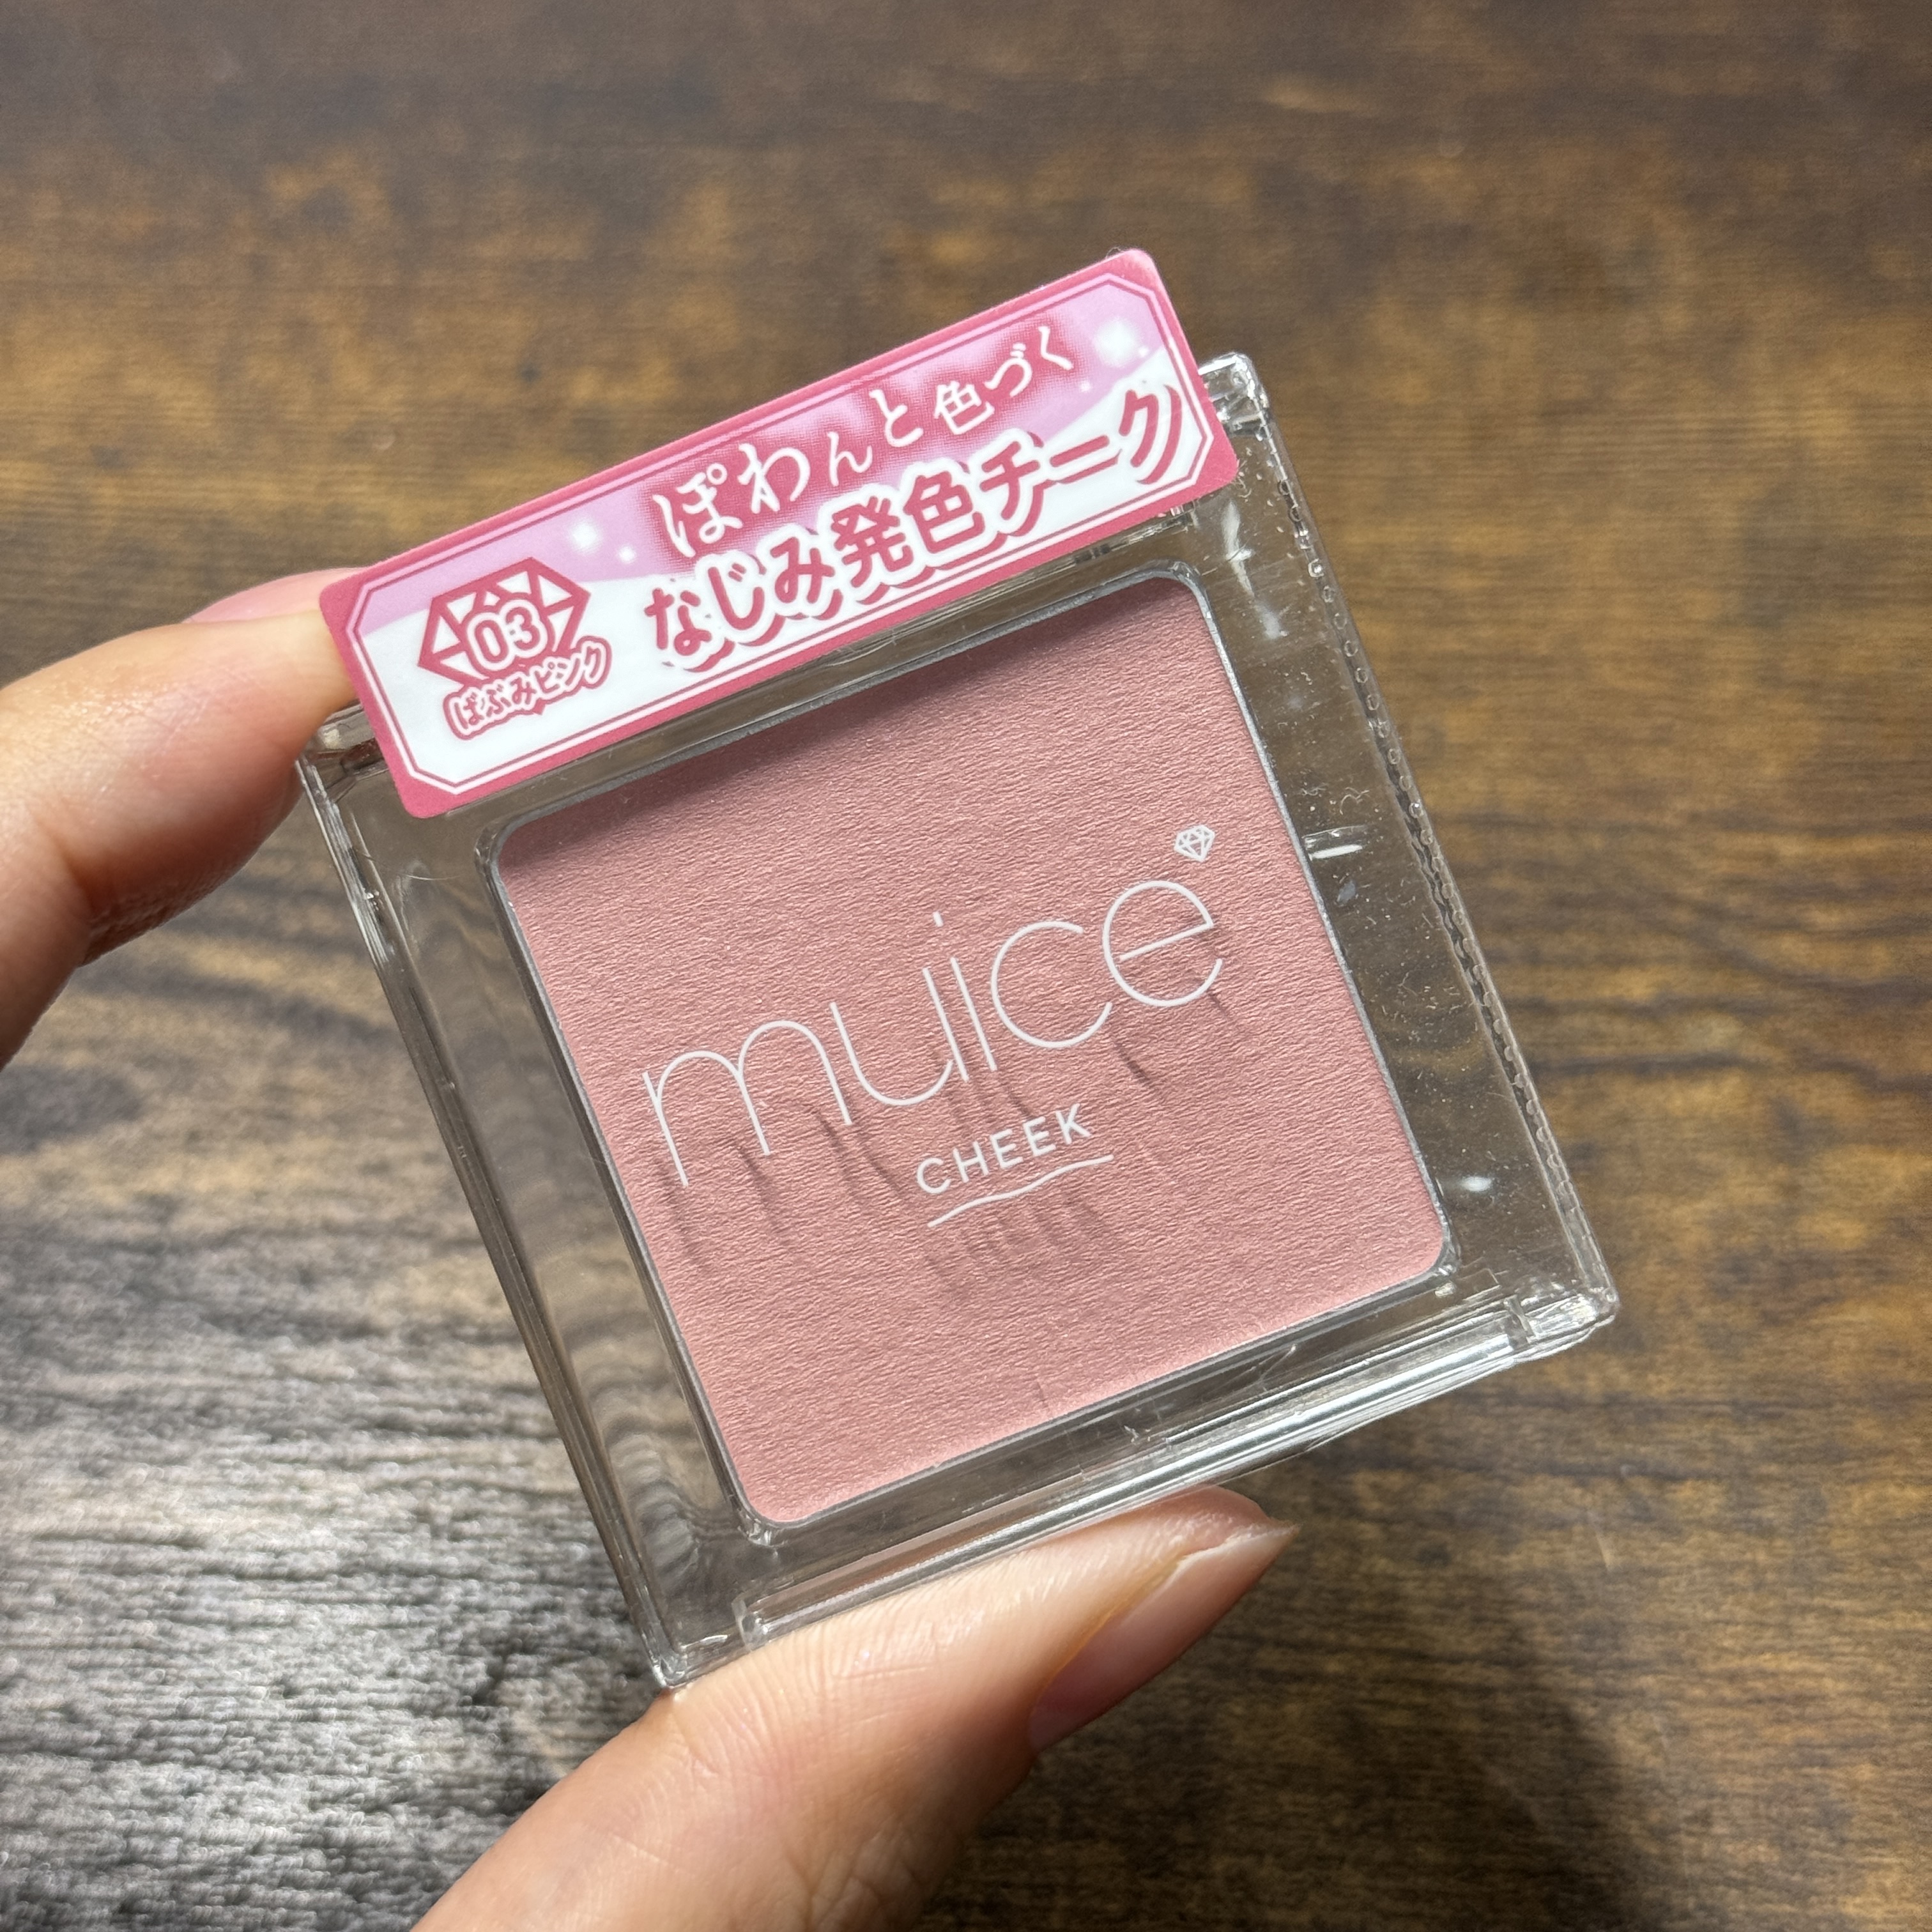 ぽわんと色づく
なじみ発色チーク
03
ばぶみピンク
muice
CHEEK